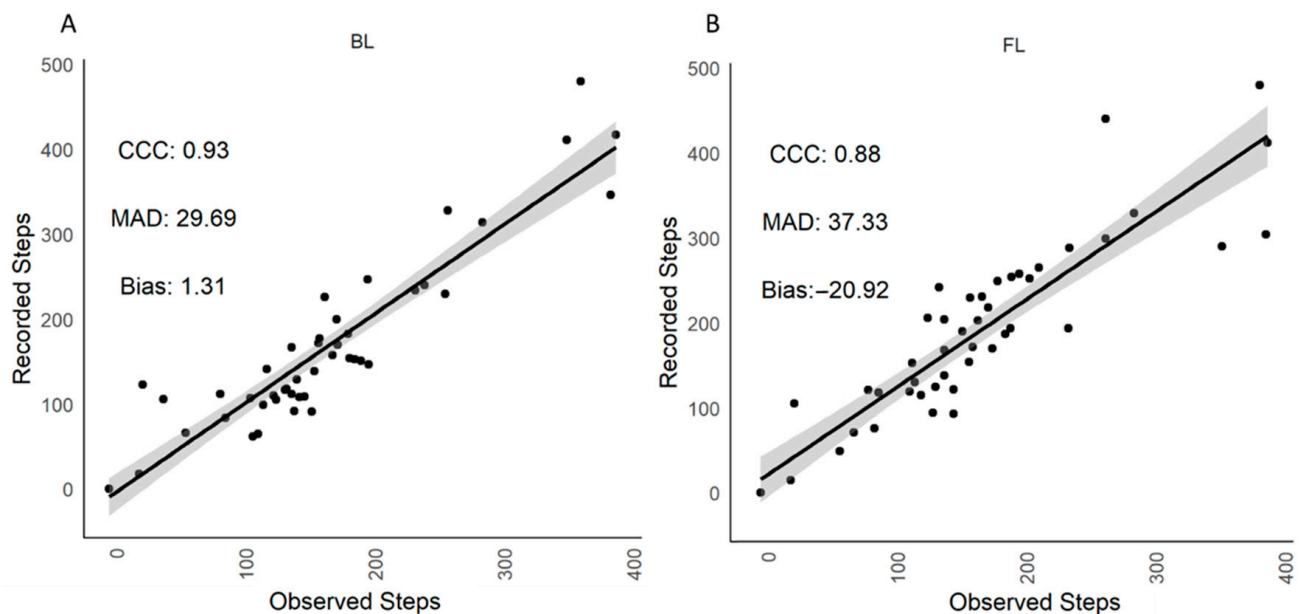 A
BL
500
400
300
200
100
0
CCC: 0.93
MAD: 29.69
Bias: 1.31
Recorded Steps
0
100
200
300
400
Observed Steps
B
FL
500
400
300
200
100
0
CCC: 0.88
MAD: 37.33
Bias:−20.92
Recorded Steps
0
100
200
300
400
Observed Steps